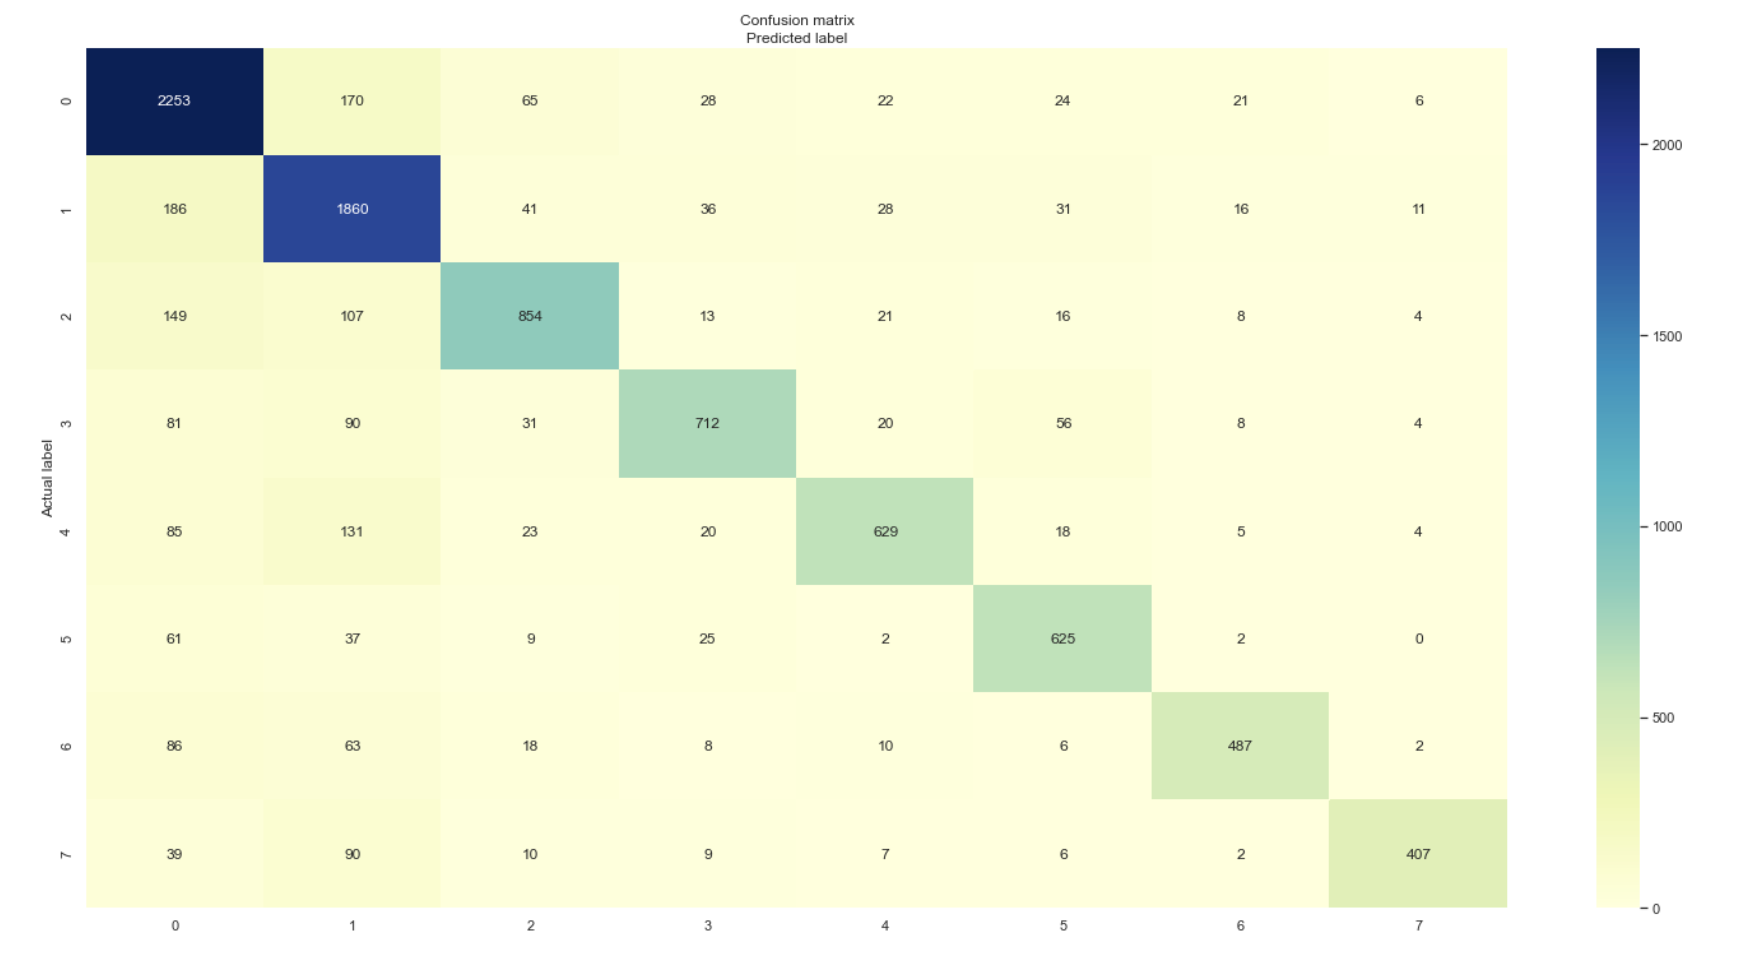 Confusion matrix
Predicted label
0 2253 170 65 28 22 24 21 6
1 186 1860 41 36 28 31 16 11
2 149 107 854 13 21 16 8 4
3 81 90 31 712 20 56 8 4
4 85 131 23 20 629 18 5 4
5 61 37 9 25 2 625 2 0
6 86 63 18 8 10 6 487 2
7 39 90 10 9 7 6 2 407
0 1 2 3 4 5 6 7
Actual label
2000
1500
1000
500
0